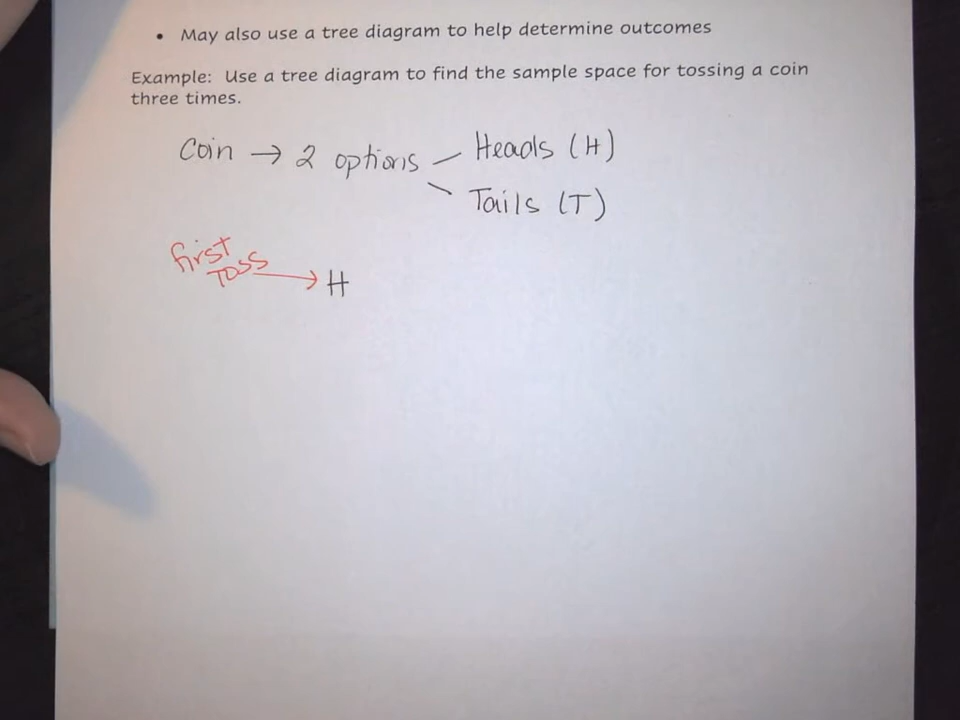 • May also use a tree diagram to help determine outcomes
Example: Use a tree diagram to find the sample space for tossing a coin
three times.
Coin → 2 options — Heads (H)
Tails (T)
first
Toss → H